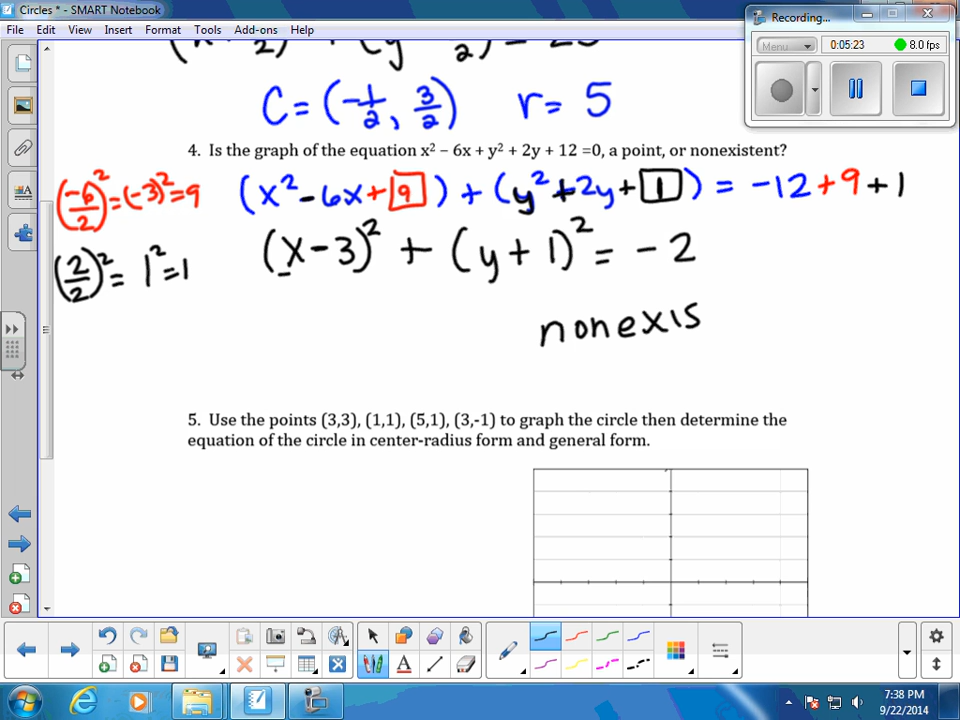 Circles * - SMART Notebook
File Edit View Insert Format Tools Add-ons Help
Recording...
Menu
0:05:23
8.0 fps
C = (-1/2, 3/2) r = 5
4. Is the graph of the equation x² – 6x + y² + 2y + 12 =0, a point, or nonexistent?
(-6/2)² = (-3)² = 9
(x² - 6x + 9) + (y² + 2y + 1) = -12 + 9 + 1
(2/2)² = 1² = 1
(x - 3)² + (y + 1)² = - 2
nonexis
5. Use the points (3,3), (1,1), (5,1), (3,-1) to graph the circle then determine the
equation of the circle in center-radius form and general form.
7:38 PM
9/22/2014